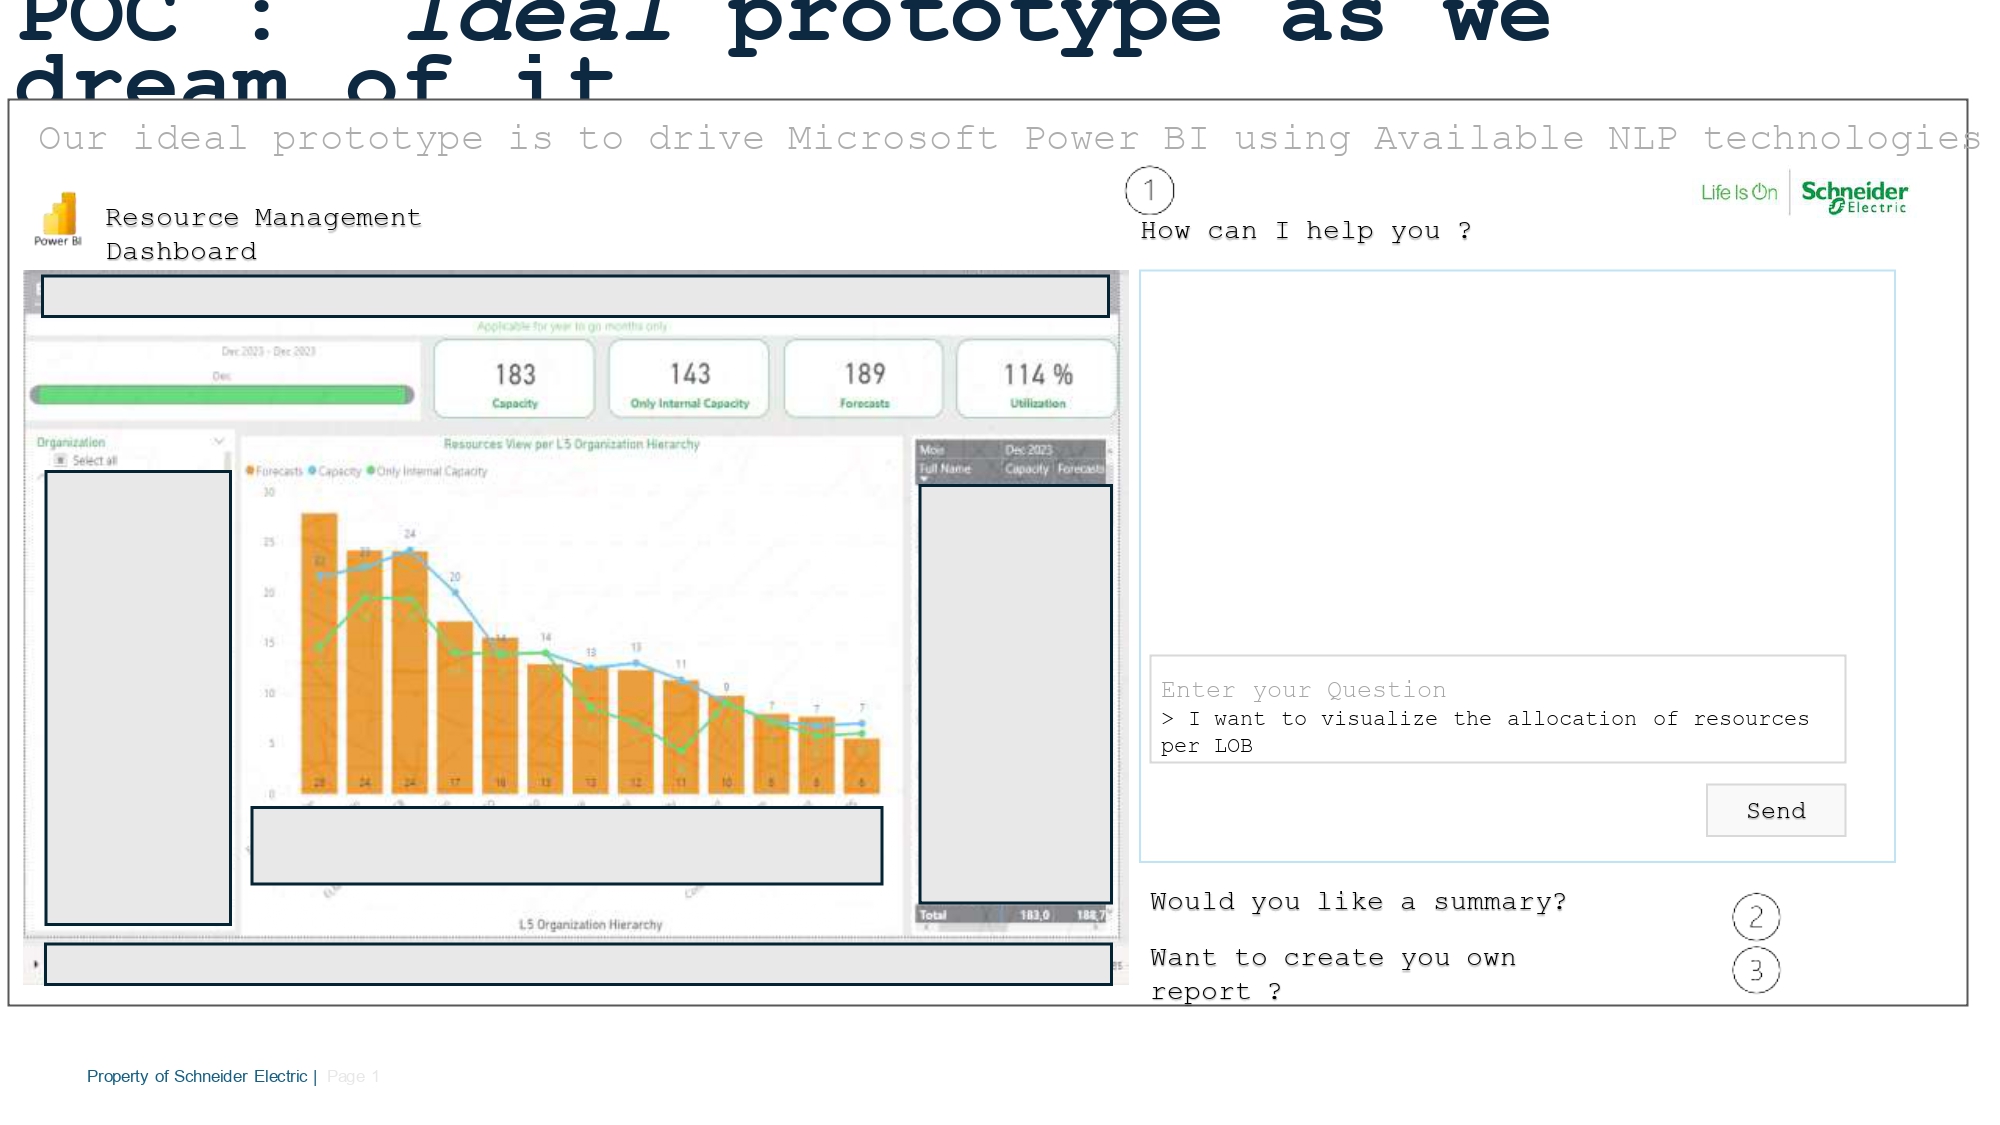 POC : Ideal prototype as we
dream of it
Our ideal prototype is to drive Microsoft Power BI using Available NLP technologies
Power BI
Resource Management
Dashboard
1
How can I help you ?
Life Is On
Schneider
Electric
Applicable for year to go months only
Dec 2023 - Dec 2023
Dec
183
Capacity
143
Only Internal Capacity
189
Forecasts
114 %
Utilization
Organization
Select all
Resources View per L5 Organization Hierarchy
Forecasts Capacity Only Internal Capacity
30
25
20
15
10
5
0
24
20
14
13
13
11
9
7
7
7
28 24 24 17 16 13 13 12 11 10 8 8 6
L5 Organization Hierarchy
Mois Dec 2023
Full Name Capacity Forecasts
Total 183,0 188,7
Enter your Question
> I want to visualize the allocation of resources
per LOB
Send
Would you like a summary?
2
Want to create you own
report ?
3
Property of Schneider Electric | Page 1